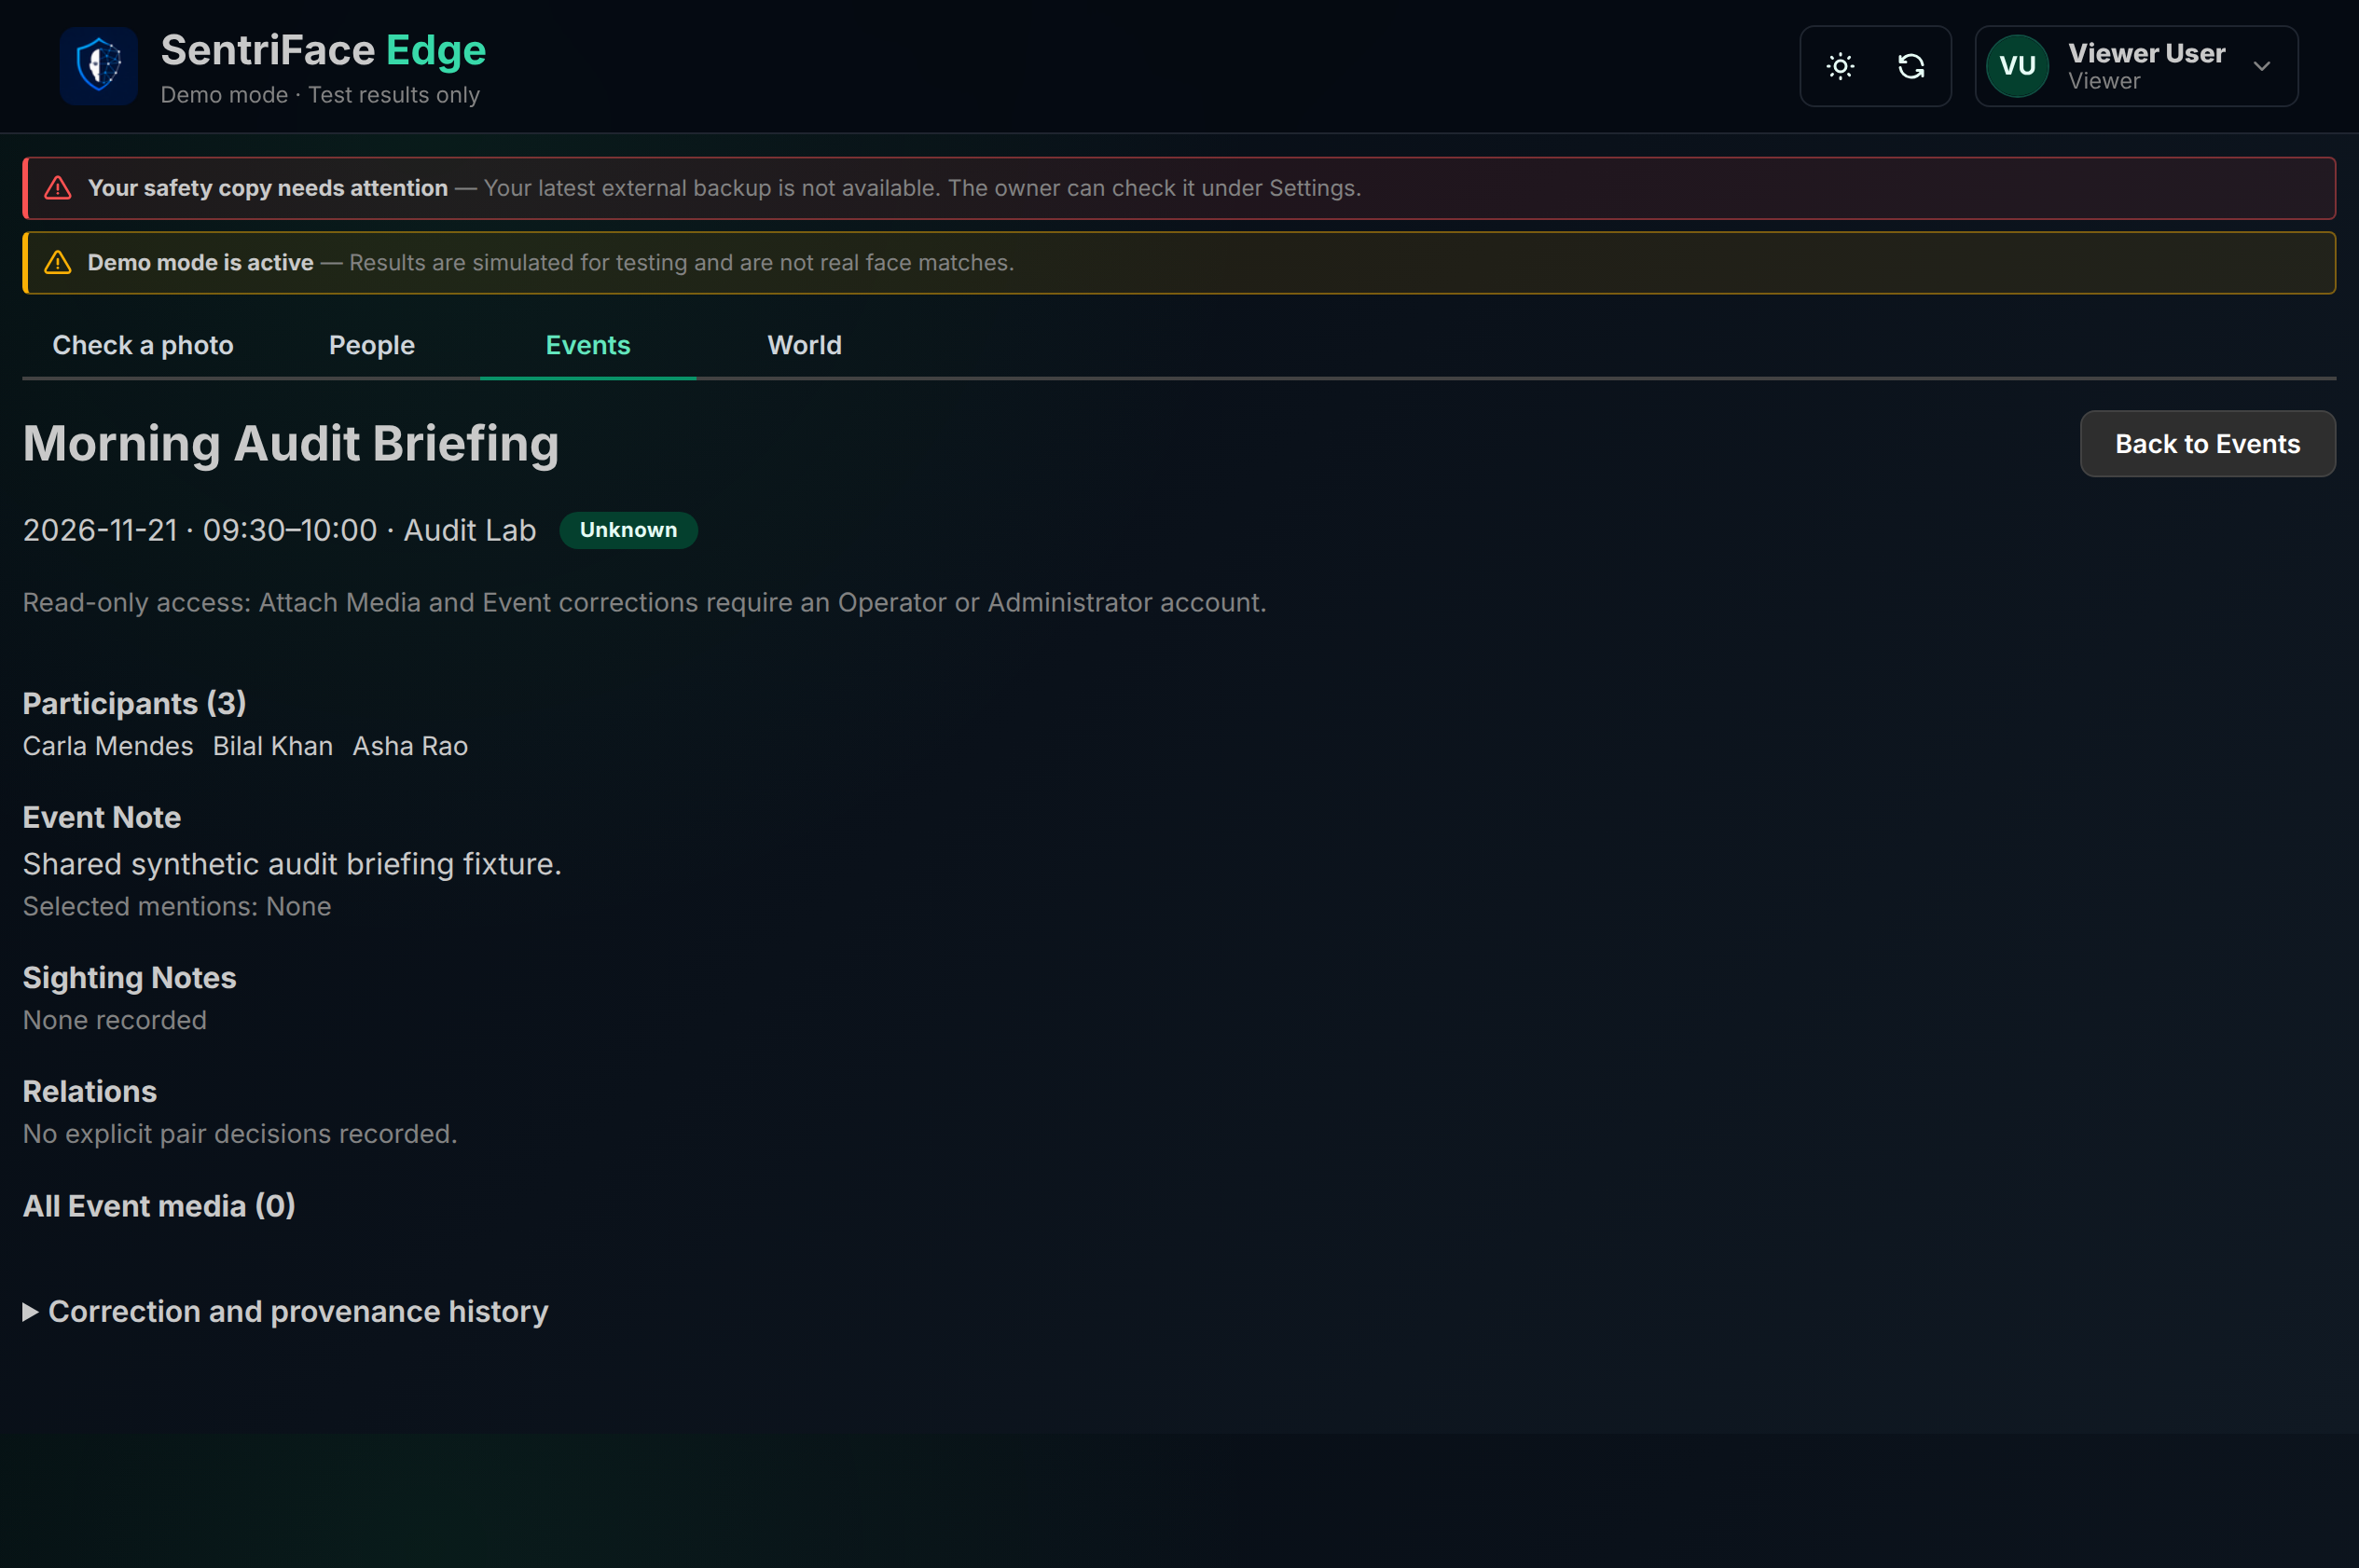 SentriFace Edge
Demo mode · Test results only
VU
Viewer User
Viewer
Your safety copy needs attention — Your latest external backup is not available. The owner can check it under Settings.
Demo mode is active — Results are simulated for testing and are not real face matches.
Check a photo People Events World
Morning Audit Briefing
Back to Events
2026-11-21 · 09:30–10:00 · Audit Lab Unknown
Read-only access: Attach Media and Event corrections require an Operator or Administrator account.
Participants (3)
Carla Mendes Bilal Khan Asha Rao
Event Note
Shared synthetic audit briefing fixture.
Selected mentions: None
Sighting Notes
None recorded
Relations
No explicit pair decisions recorded.
All Event media (0)
Correction and provenance history